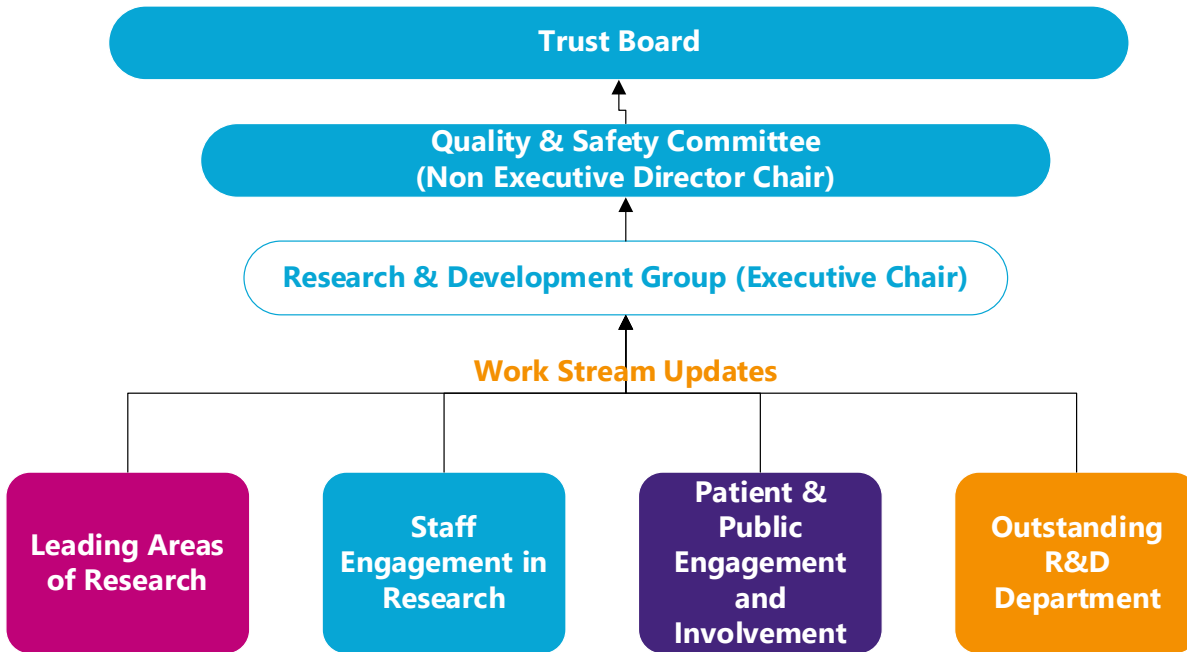 Trust Board
Quality & Safety Committee
(Non Executive Director Chair)
Research & Development Group (Executive Chair)
Work Stream Updates
Leading Areas
of Research
Staff
Engagement in
Research
Patient &
Public
Engagement
and
Involvement
Outstanding
R&D
Department